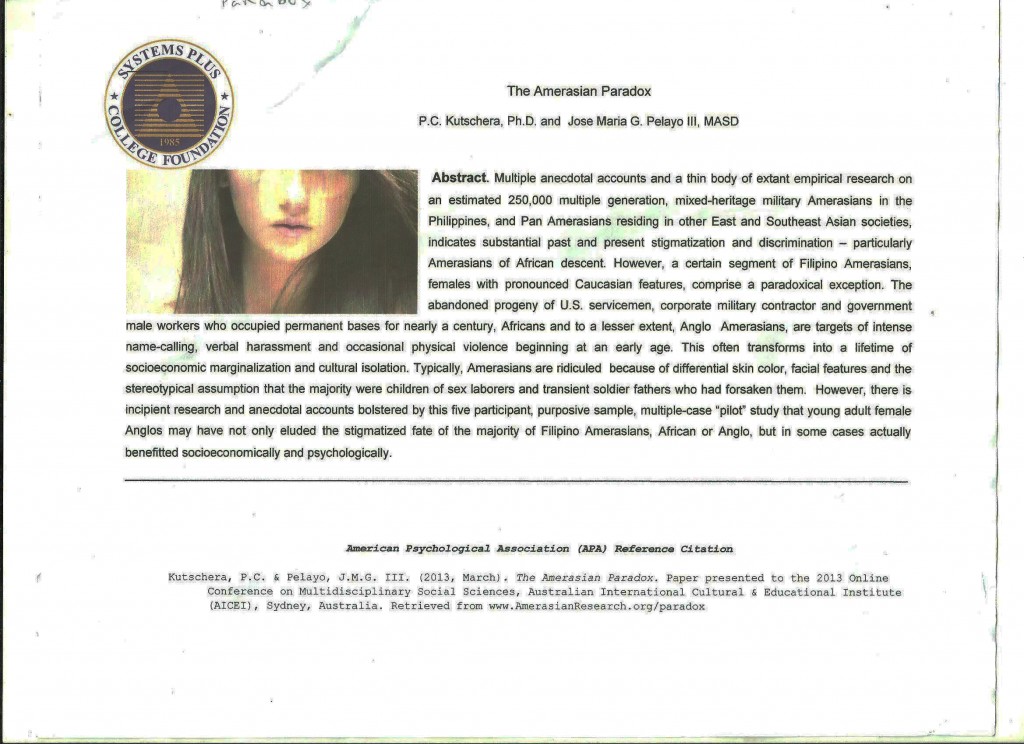 Paradox
SYSTEMS PLUS
COLLEGE FOUNDATION
1985
The Amerasian Paradox
P.C. Kutschera, Ph.D. and Jose Maria G. Pelayo III, MASD
Abstract. Multiple anecdotal accounts and a thin body of extant empirical research on
an estimated 250,000 multiple generation, mixed-heritage military Amerasians in the
Philippines, and Pan Amerasians residing in other East and Southeast Asian societies,
indicates substantial past and present stigmatization and discrimination – particularly
Amerasians of African descent. However, a certain segment of Filipino Amerasians,
females with pronounced Caucasian features, comprise a paradoxical exception. The
abandoned progeny of U.S. servicemen, corporate military contractor and government
male workers who occupied permanent bases for nearly a century, Africans and to a lesser extent, Anglo Amerasians, are targets of intense
name-calling, verbal harassment and occasional physical violence beginning at an early age. This often transforms into a lifetime of
socioeconomic marginalization and cultural isolation. Typically, Amerasians are ridiculed because of differential skin color, facial features and the
stereotypical assumption that the majority were children of sex laborers and transient soldier fathers who had forsaken them. However, there is
incipient research and anecdotal accounts bolstered by this five participant, purposive sample, multiple-case “pilot” study that young adult female
Anglos may have not only eluded the stigmatized fate of the majority of Filipino Amerasians, African or Anglo, but in some cases actually
benefitted socioeconomically and psychologically.
American Psychological Association (APA) Reference Citation
Kutschera, P.C. & Pelayo, J.M.G. III. (2013, March). The Amerasian Paradox. Paper presented to the 2013 Online
Conference on Multidisciplinary Social Sciences, Australian International Cultural & Educational Institute
(AICEI), Sydney, Australia. Retrieved from www.AmerasianResearch.org/paradox